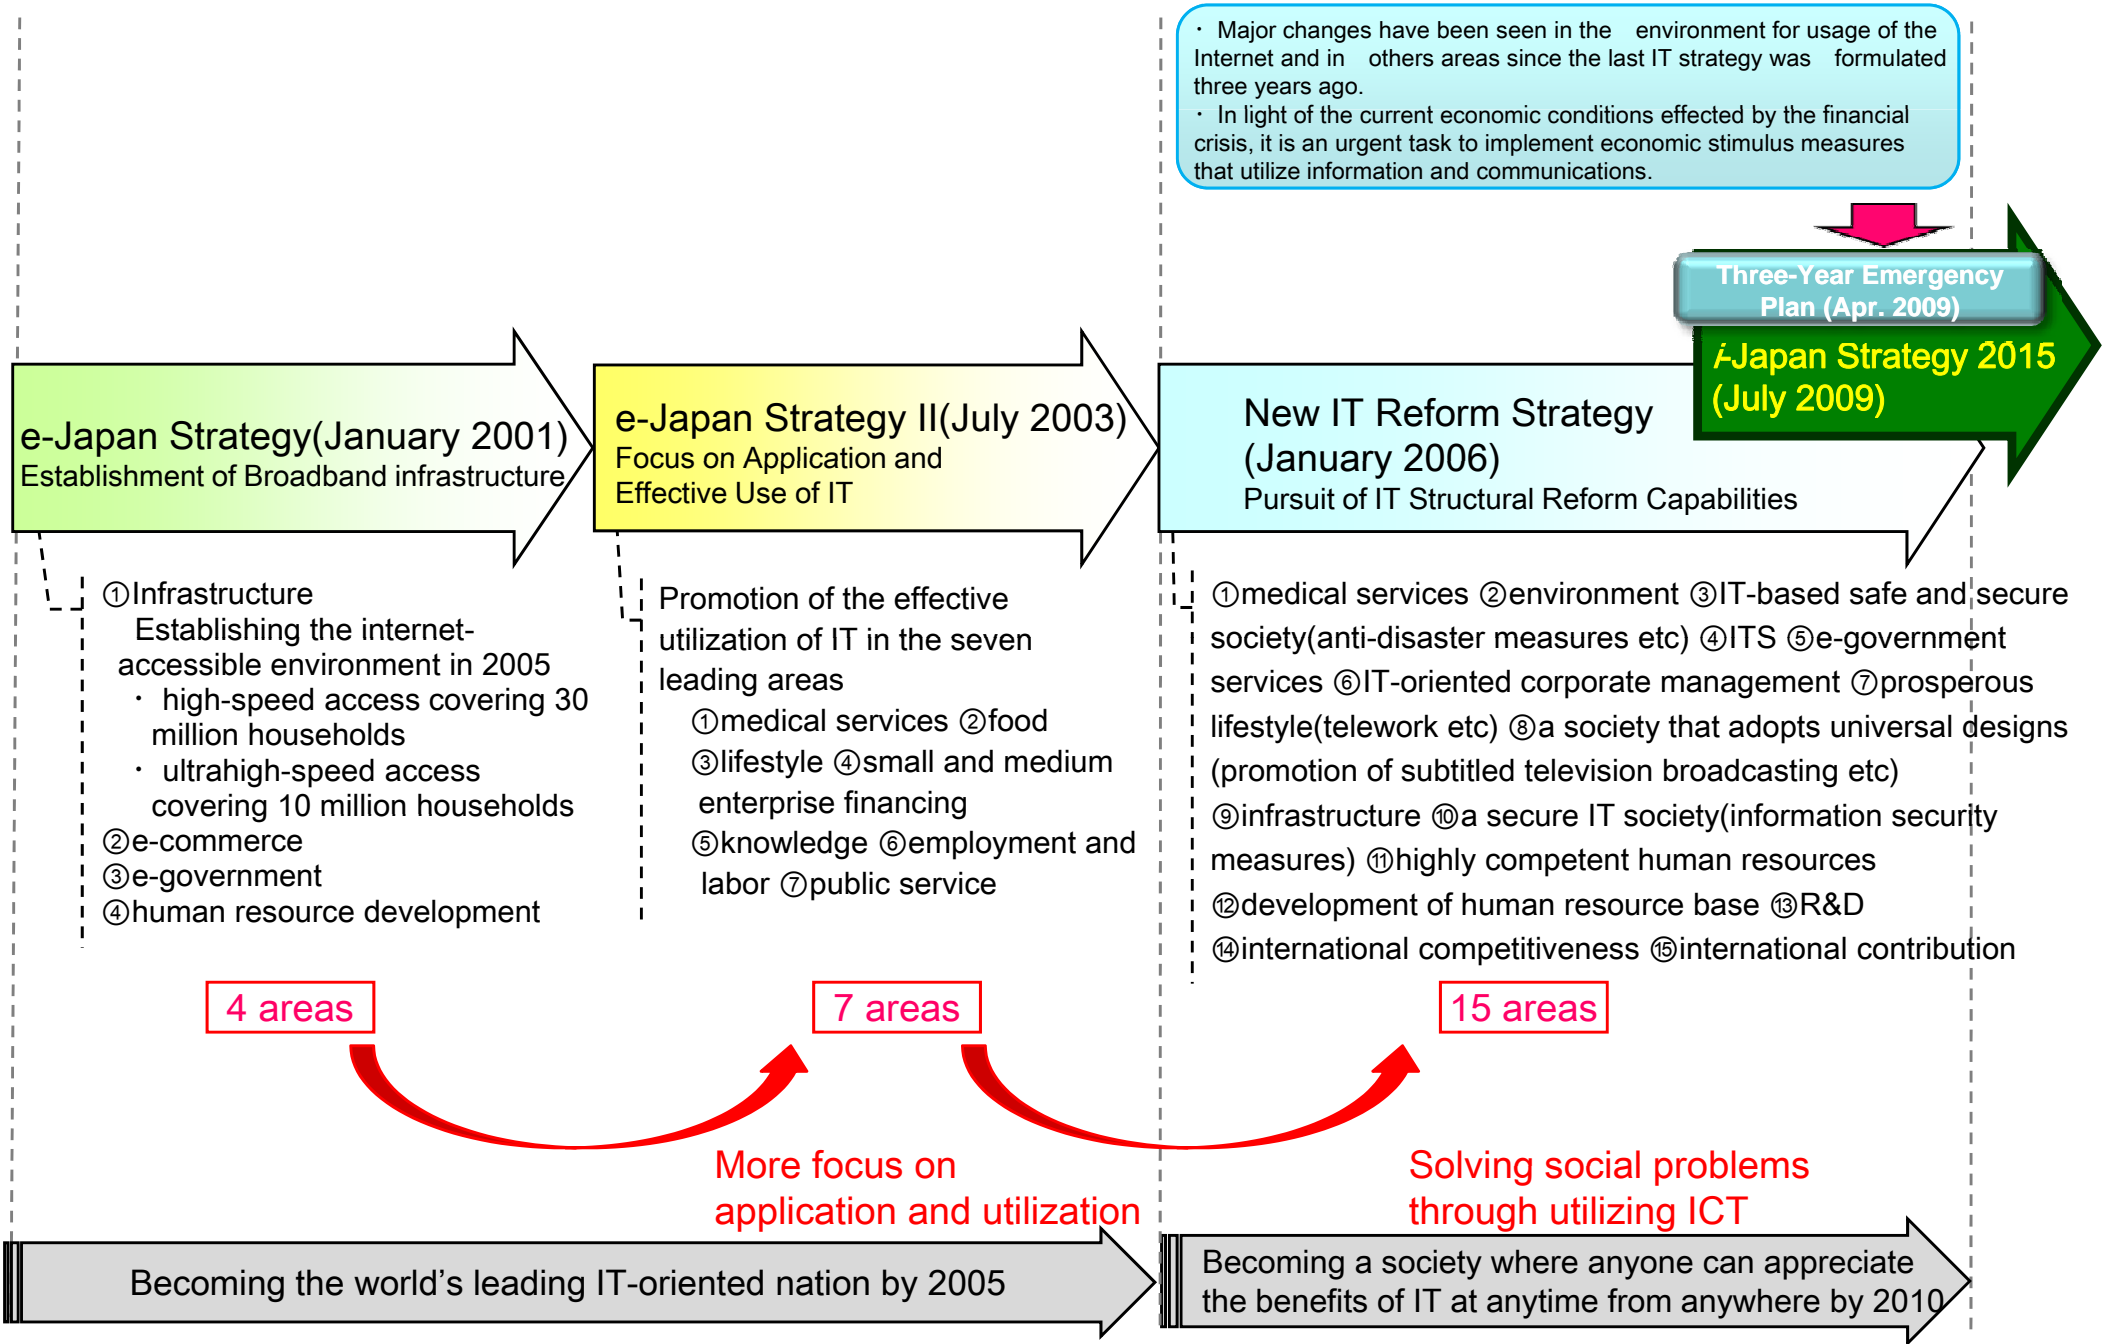 ・ Major changes have been seen in the environment for usage of the
Internet and in others areas since the last IT strategy was formulated
three years ago.
・ In light of the current economic conditions effected by the financial
crisis, it is an urgent task to implement economic stimulus measures
that utilize information and communications.
Three-Year Emergency
Plan (Apr. 2009)
i-Japan Strategy 2015
(July 2009)
e-Japan Strategy(January 2001)
Establishment of Broadband infrastructure
e-Japan Strategy II(July 2003)
Focus on Application and
Effective Use of IT
New IT Reform Strategy
(January 2006)
Pursuit of IT Structural Reform Capabilities
①Infrastructure
Establishing the internet-
accessible environment in 2005
・ high-speed access covering 30
million households
・ ultrahigh-speed access
covering 10 million households
②e-commerce
③e-government
④human resource development
Promotion of the effective
utilization of IT in the seven
leading areas
①medical services ②food
③lifestyle ④small and medium
enterprise financing
⑤knowledge ⑥employment and
labor ⑦public service
①medical services ②environment ③IT-based safe and secure
society(anti-disaster measures etc) ④ITS ⑤e-government
services ⑥IT-oriented corporate management ⑦prosperous
lifestyle(telework etc) ⑧a society that adopts universal designs
(promotion of subtitled television broadcasting etc)
⑨infrastructure ⑩a secure IT society(information security
measures) ⑪highly competent human resources
⑫development of human resource base ⑬R&D
⑭international competitiveness ⑮international contribution
4 areas
7 areas
15 areas
More focus on
application and utilization
Solving social problems
through utilizing ICT
Becoming the world’s leading IT-oriented nation by 2005
Becoming a society where anyone can appreciate
the benefits of IT at anytime from anywhere by 2010